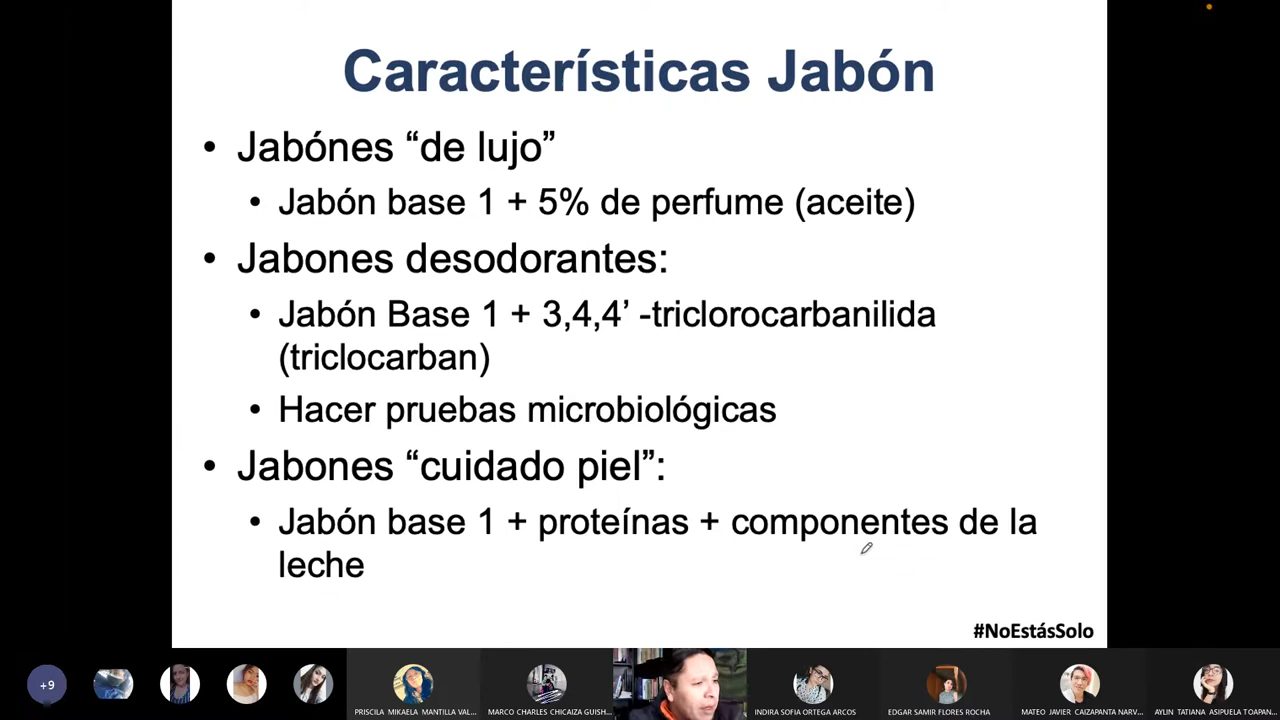 Características Jabón
• Jabónes “de lujo”
• Jabón base 1 + 5% de perfume (aceite)
• Jabones desodorantes:
• Jabón Base 1 + 3,4,4’ -triclorocarbanilida
(triclocarban)
• Hacer pruebas microbiológicas
• Jabones “cuidado piel”:
• Jabón base 1 + proteínas + componentes de la
leche
#NoEstásSolo
+9
PRISCILA MIKAELA MANTILLA VAL...
MARCO CHARLES CHICAIZA GUISH...
INDIRA SOFIA ORTEGA ARCOS
EDGAR SAMIR FLORES ROCHA
MATEO JAVIER CAIZAPANTA NARV...
AYLIN TATIANA ASIPUELA TOAPAN...